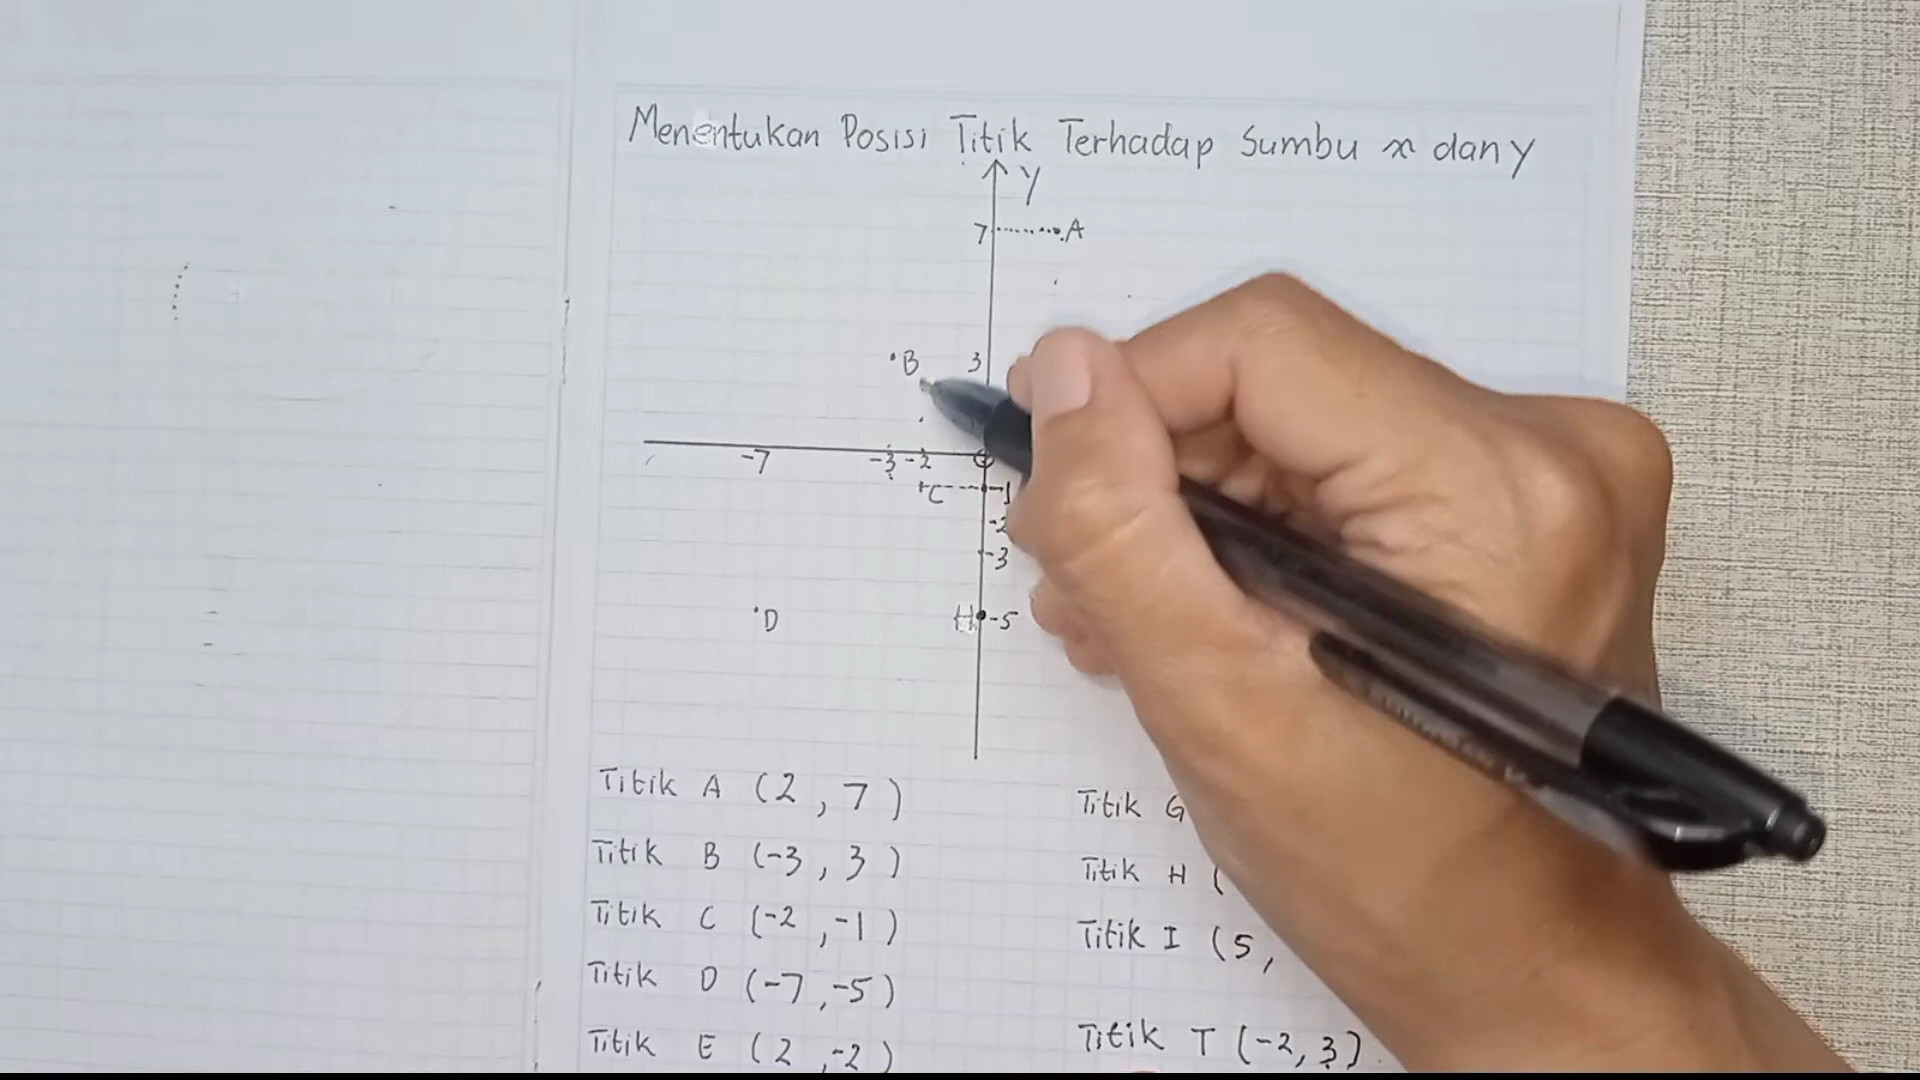 Menentukan Posisi Titik Terhadap Sumbu x dan y
Y
7 A
B 3
-7 -3 -2
C -1
-2
-3
D H -5
Titik A (2, 7)
Titik B (-3, 3)
Titik C (-2, -1)
Titik D (-7, -5)
Titik E (2, -2)
Titik G
Titik H (
Titik I (5,
Titik T (-2, 3)